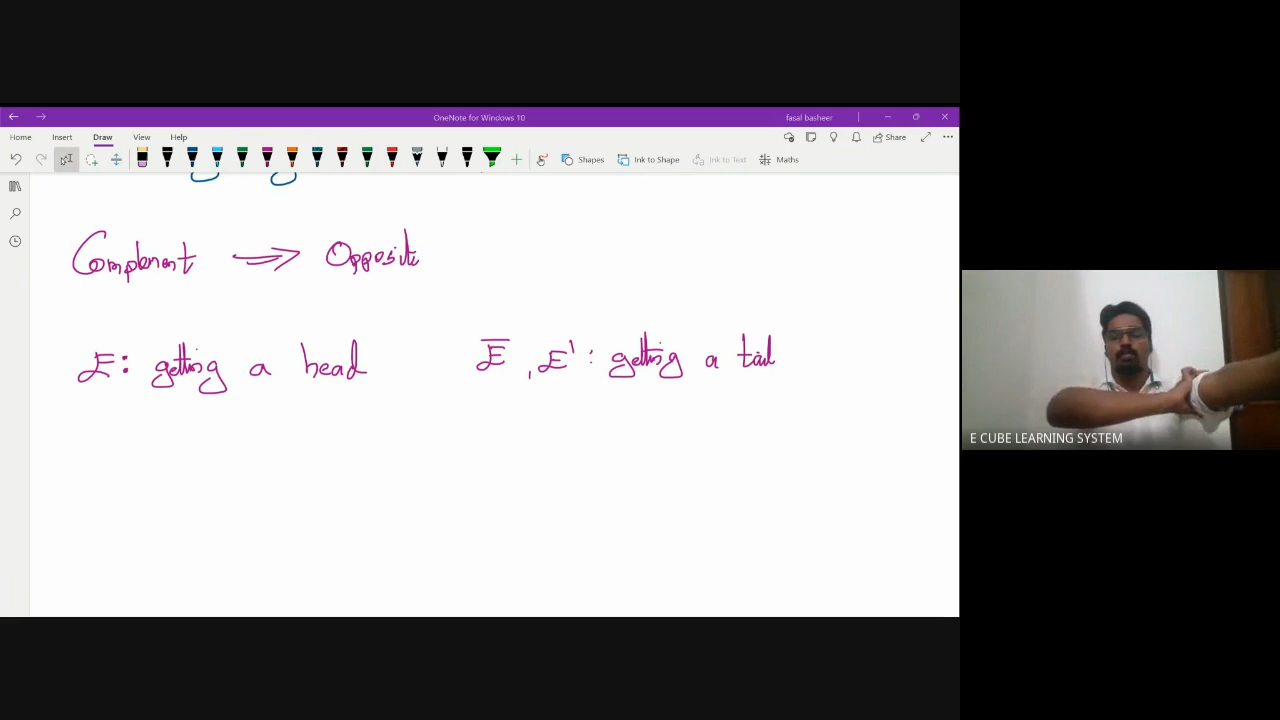 OneNote for Windows 10
fasal basheer
Home Insert Draw View Help
Share
Shapes Ink to Shape Ink to Text Maths
Complement ⇒ Opposite
E: getting a head
E̅, E': getting a tail
E CUBE LEARNING SYSTEM